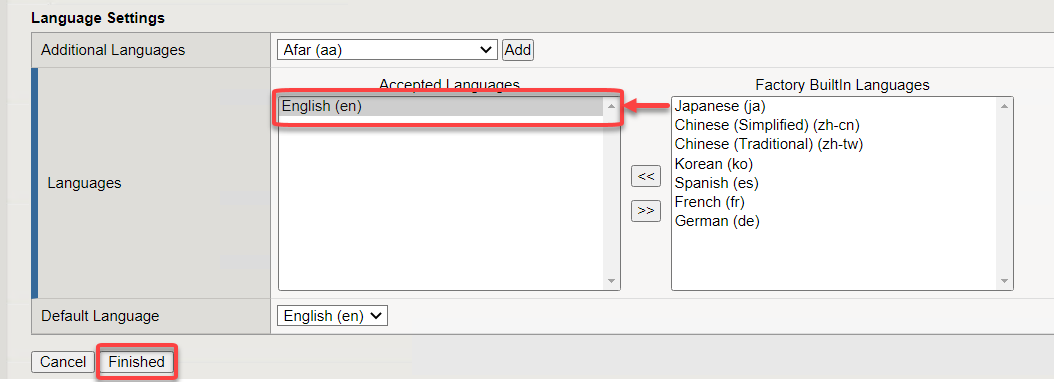 Language Settings
Additional Languages
Afar (aa)
Add
Accepted Languages
Factory BuiltIn Languages
Languages
English (en)
<<
>>
Japanese (ja)
Chinese (Simplified) (zh-cn)
Chinese (Traditional) (zh-tw)
Korean (ko)
Spanish (es)
French (fr)
German (de)
Default Language
English (en)
Cancel
Finished